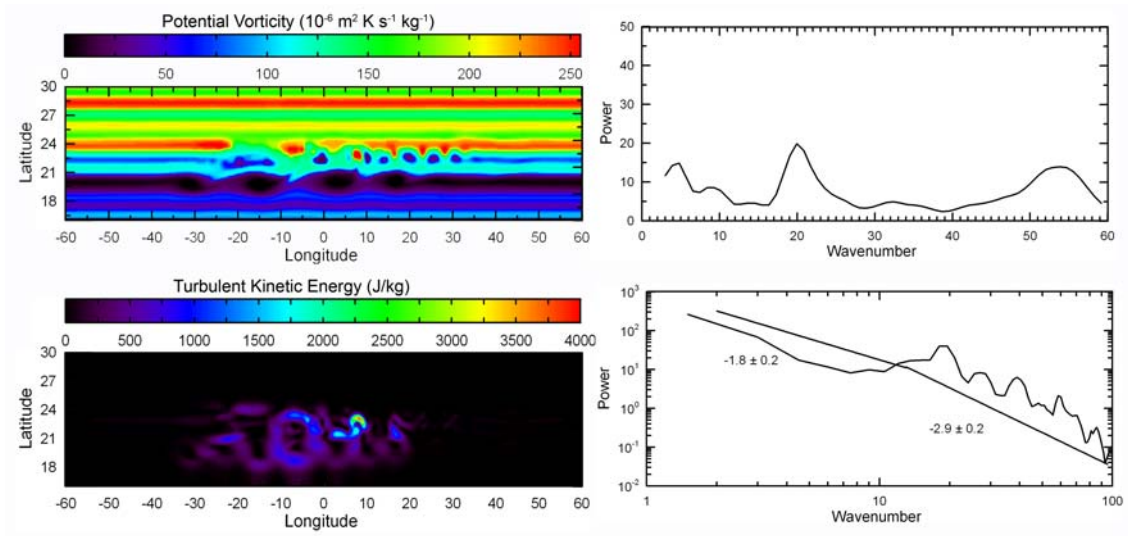 Potential Vorticity (10⁻⁶ m² K s⁻¹ kg⁻¹)
0 50 100 150 200 250
30
27
24
21
18
Latitude
-60 -50 -40 -30 -20 -10 0 10 20 30 40 50 60
Longitude
50
40
30
20
10
0
Power
0 10 20 30 40 50 60
Wavenumber
Turbulent Kinetic Energy (J/kg)
0 500 1000 1500 2000 2500 3000 3500 4000
30
27
24
21
18
Latitude
-60 -50 -40 -30 -20 -10 0 10 20 30 40 50 60
Longitude
10³
10²
10¹
10⁰
10⁻¹
10⁻²
Power
-1.8 ± 0.2
-2.9 ± 0.2
1 10 100
Wavenumber